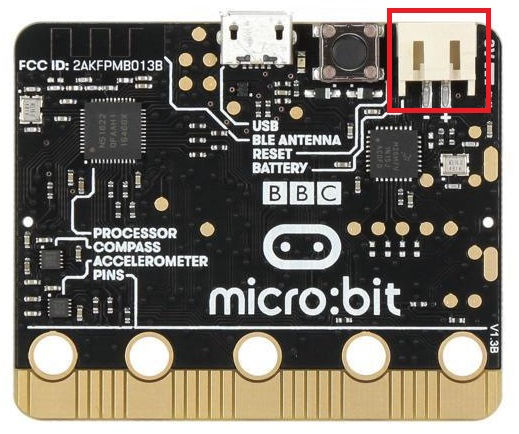 FCC ID: 2AKFPMB013B
USB
BLE ANTENNA
RESET
BATTERY
BBC
PROCESSOR
COMPASS
ACCELEROMETER
PINS
micro:bit
V1.3B